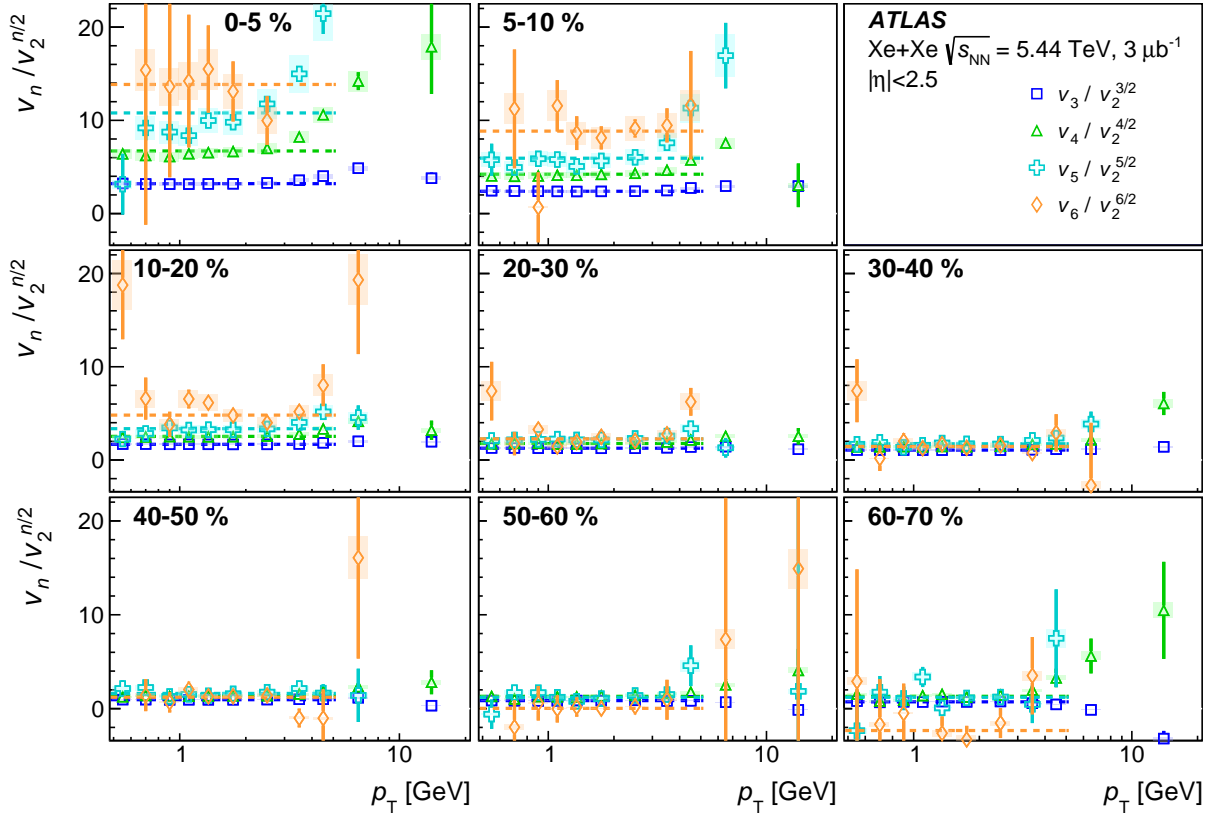 v_n / v_2^{n/2}
20
10
0
0-5 %
5-10 %
ATLAS
Xe+Xe √s_NN = 5.44 TeV, 3 μb⁻¹
|η|<2.5
v_3 / v_2^{3/2}
v_4 / v_2^{4/2}
v_5 / v_2^{5/2}
v_6 / v_2^{6/2}
v_n / v_2^{n/2}
20
10
0
10-20 %
20-30 %
30-40 %
v_n / v_2^{n/2}
20
10
0
40-50 %
50-60 %
60-70 %
1 10
1 10
1 10
p_T [GeV]
p_T [GeV]
p_T [GeV]